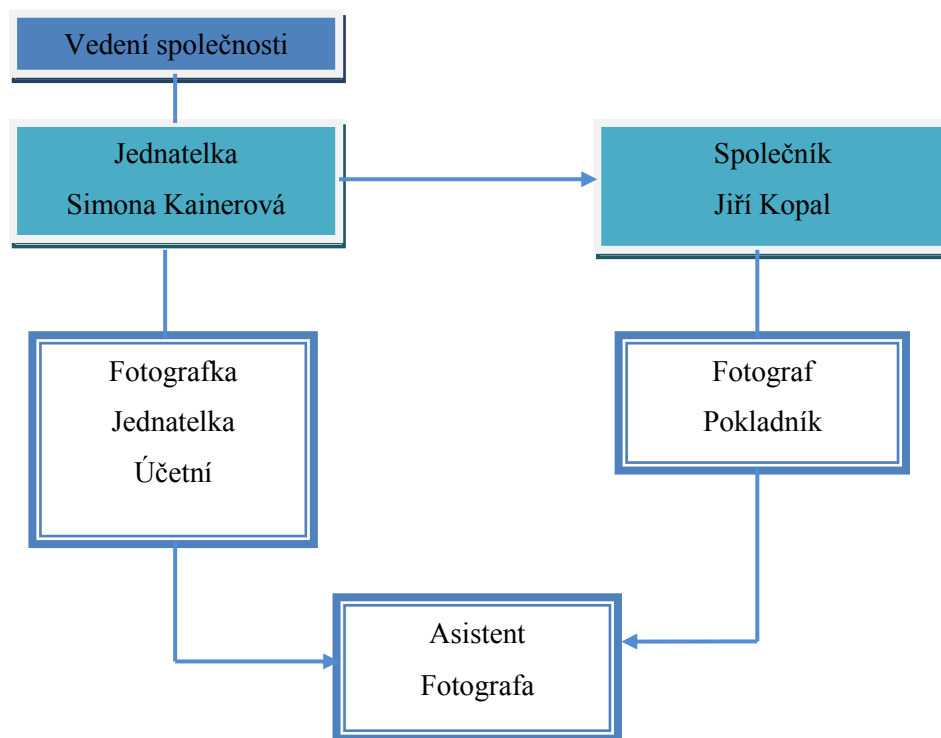 Vedení společnosti
Jednatelka
Simona Kainerová
Společník
Jiří Kopal
Fotografka
Jednatelka
Účetní
Fotograf
Pokladník
Asistent
Fotografa